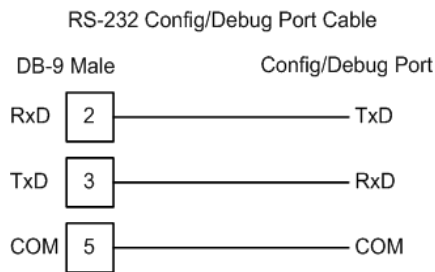 RS-232 Config/Debug Port Cable
DB-9 Male Config/Debug Port
RxD 2 TxD
TxD 3 RxD
COM 5 COM